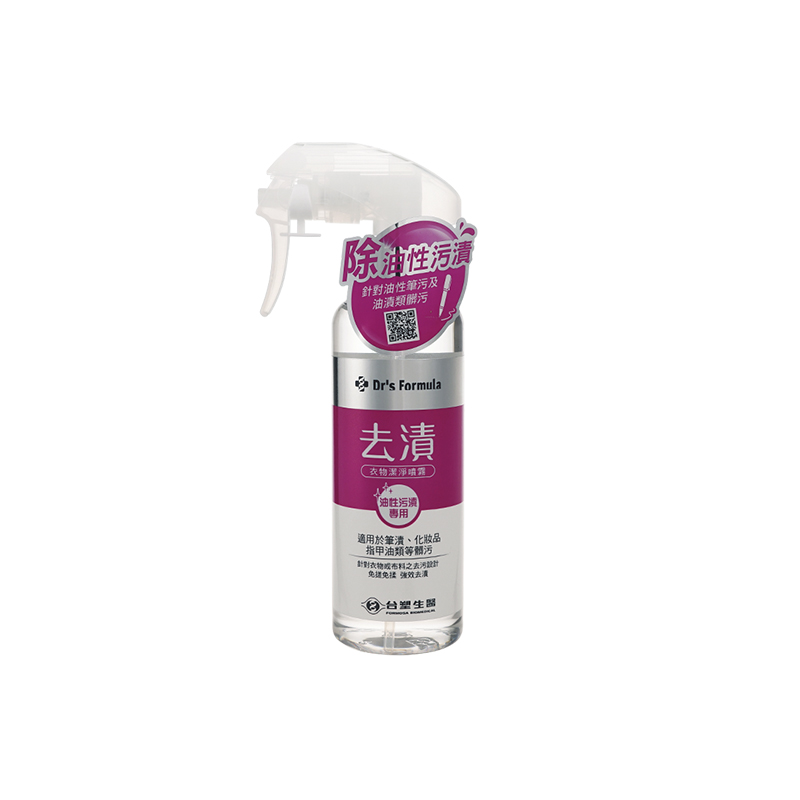 除油性污漬
針對油性筆污及
油漬類髒污
Dr's Formula
去漬
衣物潔淨噴霧
油性污漬
專用
適用於筆漬、化妝品
指甲油類等髒污
針對衣物或布料之去污設計
免搓免揉 強效去漬
台塑生醫
FORMOSA BIOMEDICAL